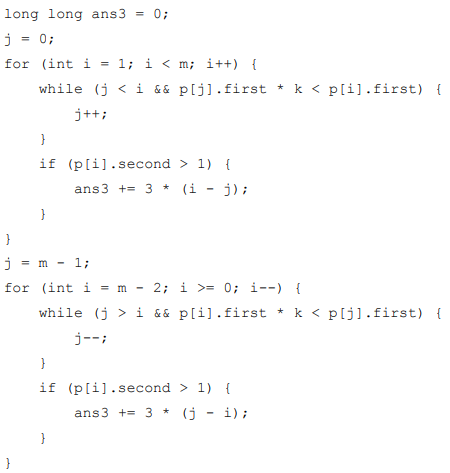 long long ans3 = 0;
j = 0;
for (int i = 1; i < m; i++) {
    while (j < i && p[j].first * k < p[i].first) {
        j++;
    }
    if (p[i].second > 1) {
        ans3 += 3 * (i - j);
    }
}
j = m - 1;
for (int i = m - 2; i >= 0; i--) {
    while (j > i && p[i].first * k < p[j].first) {
        j--;
    }
    if (p[i].second > 1) {
        ans3 += 3 * (j - i);
    }
}